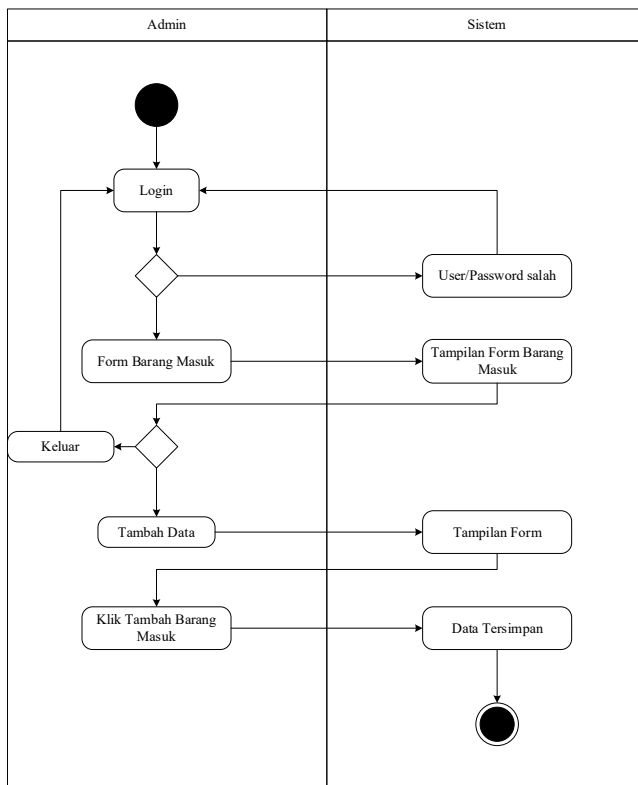 Admin
Sistem
Login
User/Password salah
Form Barang Masuk
Tampilan Form Barang
Masuk
Keluar
Tambah Data
Tampilan Form
Klik Tambah Barang
Masuk
Data Tersimpan